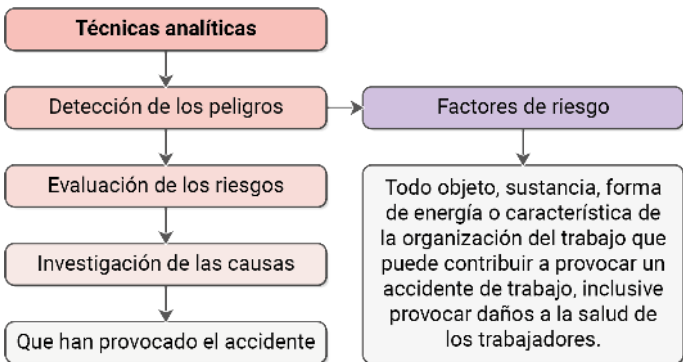 Técnicas analíticas
Detección de los peligros
Factores de riesgo
Evaluación de los riesgos
Investigación de las causas
Que han provocado el accidente
Todo objeto, sustancia, forma
de energía o característica de
la organización del trabajo que
puede contribuir a provocar un
accidente de trabajo, inclusive
provocar daños a la salud de
los trabajadores.